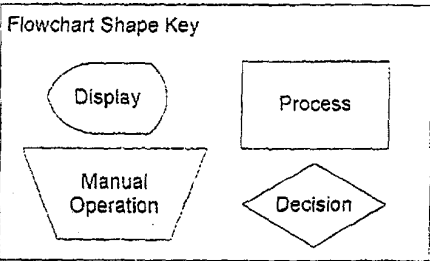 Flowchart Shape Key
Display
Process
Manual
Operation
Decision